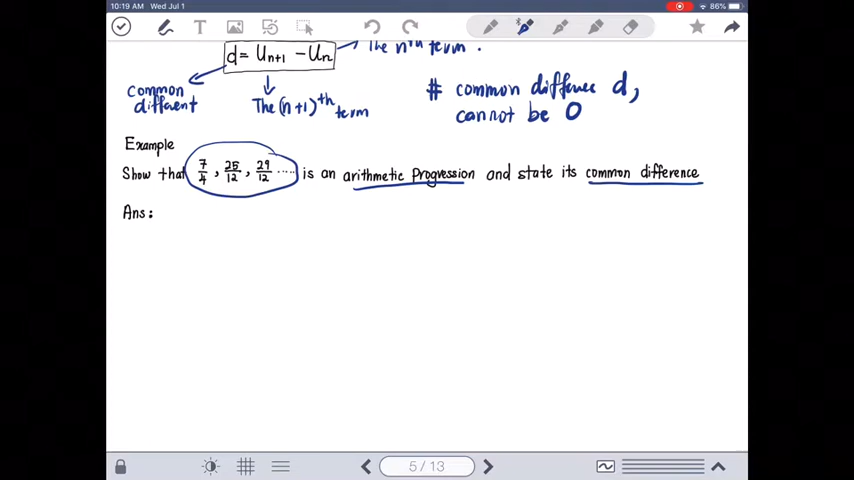 10:19 AM Wed Jul 1
86%
d = Un+1 - Un
The nth term.
common
different
The (n+1)th
term
# common differnce d,
cannot be 0
Example
Show that 7/4, 25/12, 29/12 ..... is an arithmetic Progression and state its common difference
Ans:
5 / 13